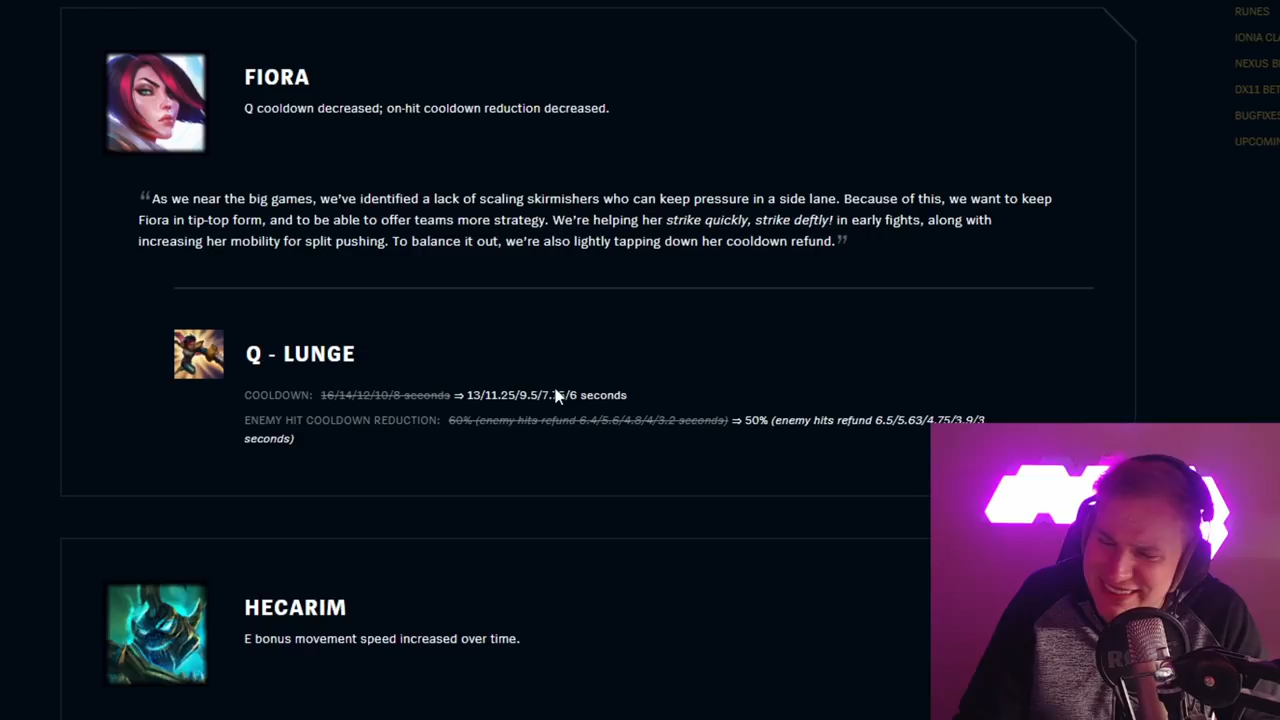 RUNES
IONIA CLA
NEXUS B
DX11 BET
BUGFIXES
UPCOMIN
FIORA
Q cooldown decreased; on-hit cooldown reduction decreased.
“As we near the big games, we’ve identified a lack of scaling skirmishers who can keep pressure in a side lane. Because of this, we want to keep
Fiora in tip-top form, and to be able to offer teams more strategy. We’re helping her strike quickly, strike deftly! in early fights, along with
increasing her mobility for split pushing. To balance it out, we’re also lightly tapping down her cooldown refund.”
Q - LUNGE
COOLDOWN: 16/14/12/10/8 seconds ⇒ 13/11.25/9.5/7.75/6 seconds
ENEMY HIT COOLDOWN REDUCTION: 60% (enemy hits refund 6.4/5.6/4.8/4/3.2 seconds) ⇒ 50% (enemy hits refund 6.5/5.63/4.75/3.9/3
seconds)
HECARIM
E bonus movement speed increased over time.